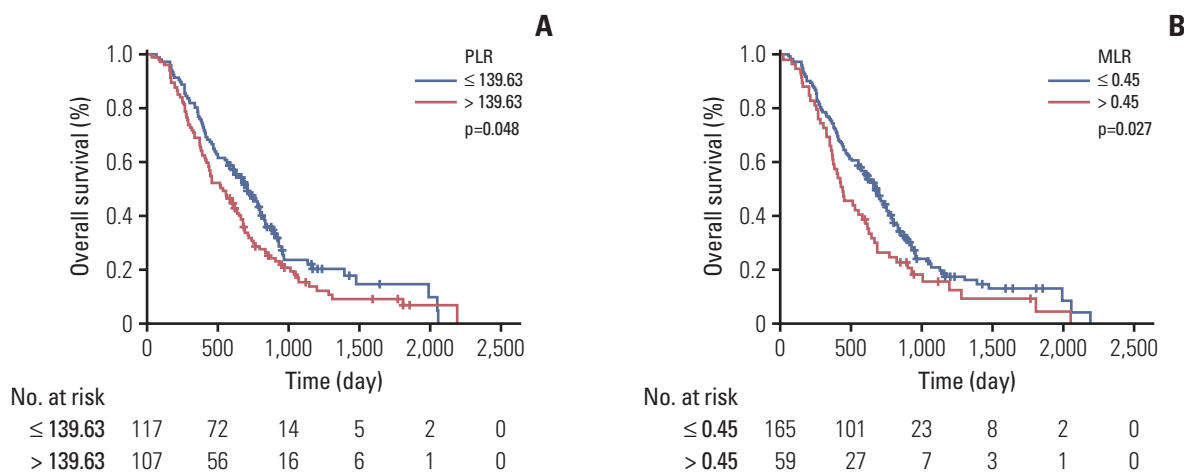 A
1.0
0.8
0.6
0.4
0.2
0
Overall survival (%)
PLR
≤ 139.63
> 139.63
p=0.048
0 500 1,000 1,500 2,000 2,500
Time (day)
No. at risk
≤ 139.63 117 72 14 5 2 0
> 139.63 107 56 16 6 1 0
B
1.0
0.8
0.6
0.4
0.2
0
Overall survival (%)
MLR
≤ 0.45
> 0.45
p=0.027
0 500 1,000 1,500 2,000 2,500
Time (day)
No. at risk
≤ 0.45 165 101 23 8 2 0
> 0.45 59 27 7 3 1 0